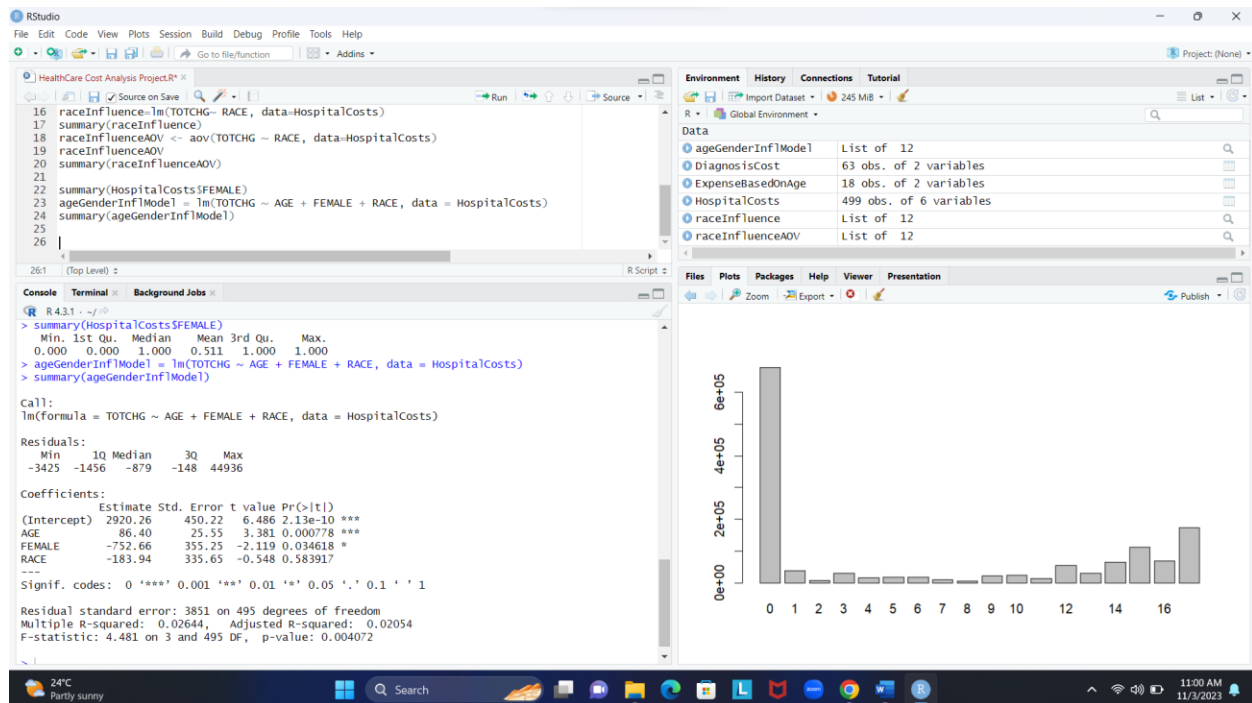 RStudio
File Edit Code View Plots Session Build Debug Profile Tools Help
Go to file/function
Addins
Project: (None)
HealthCare Cost Analysis Project.R*
Source on Save
Run
Source
16 raceInfluence=lm(TOTCHG~ RACE, data=HospitalCosts)
17 summary(raceInfluence)
18 raceInfluenceAOV <- aov(TOTCHG ~ RACE, data=HospitalCosts)
19 raceInfluenceAOV
20 summary(raceInfluenceAOV)
21
22 summary(HospitalCosts$FEMALE)
23 ageGenderInflModel = lm(TOTCHG ~ AGE + FEMALE + RACE, data = HospitalCosts)
24 summary(ageGenderInflModel)
25
26
26:1 (Top Level) R Script
Console Terminal Background Jobs
R 4.3.1 · ~/
> summary(HospitalCosts$FEMALE)
Min. 1st Qu. Median Mean 3rd Qu. Max.
0.000 0.000 1.000 0.511 1.000 1.000
> ageGenderInflModel = lm(TOTCHG ~ AGE + FEMALE + RACE, data = HospitalCosts)
> summary(ageGenderInflModel)
Call:
lm(formula = TOTCHG ~ AGE + FEMALE + RACE, data = HospitalCosts)
Residuals:
Min 1Q Median 3Q Max
-3425 -1456 -879 -148 44936
Coefficients:
Estimate Std. Error t value Pr(>|t|)
(Intercept) 2920.26 450.22 6.486 2.13e-10 ***
AGE 86.40 25.55 3.381 0.000778 ***
FEMALE -752.66 355.25 -2.119 0.034618 *
RACE -183.94 335.65 -0.548 0.583917
---
Signif. codes: 0 ‘***’ 0.001 ‘**’ 0.01 ‘*’ 0.05 ‘.’ 0.1 ‘ ’ 1
Residual standard error: 3851 on 495 degrees of freedom
Multiple R-squared: 0.02644, Adjusted R-squared: 0.02054
F-statistic: 4.481 on 3 and 495 DF, p-value: 0.004072
>
Environment History Connections Tutorial
Import Dataset 245 MiB List
R Global Environment
Data
ageGenderInflModel List of 12
DiagnosisCost 63 obs. of 2 variables
ExpenseBasedOnAge 18 obs. of 2 variables
HospitalCosts 499 obs. of 6 variables
raceInfluence List of 12
raceInfluenceAOV List of 12
Files Plots Packages Help Viewer Presentation
Zoom Export Publish
6e+05
4e+05
2e+05
0e+00
0 1 2 3 4 5 6 7 8 9 10 12 14 16
24°C
Partly sunny
Search
zoom
11:00 AM
11/3/2023